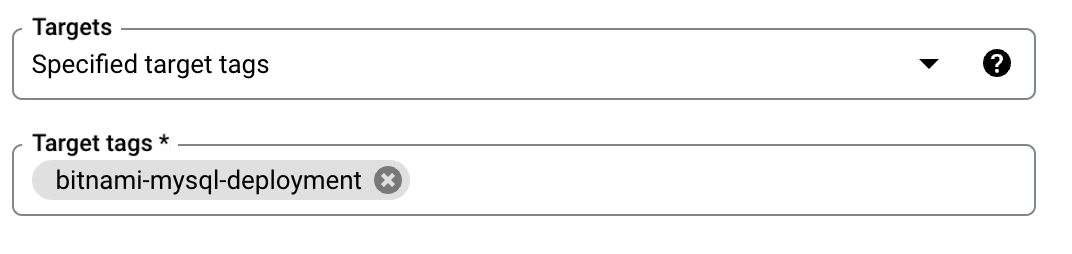 Targets
Specified target tags
Target tags *
bitnami-mysql-deployment